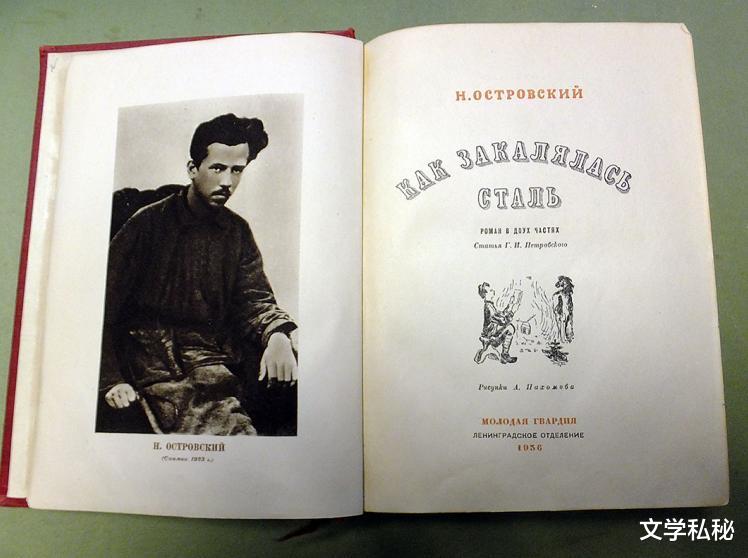 Н. ОСТРОВСКИЙ
(Снимок 1933 г.)
Н. ОСТРОВСКИЙ
КАК ЗАКАЛЯЛАСЬ
СТАЛЬ
РОМАН В ДВУХ ЧАСТЯХ
Статья Г. И. Петровского
Рисунки А. Пахомова
МОЛОДАЯ ГВАРДИЯ
ЛЕНИНГРАДСКОЕ ОТДЕЛЕНИЕ
1936
文学私秘